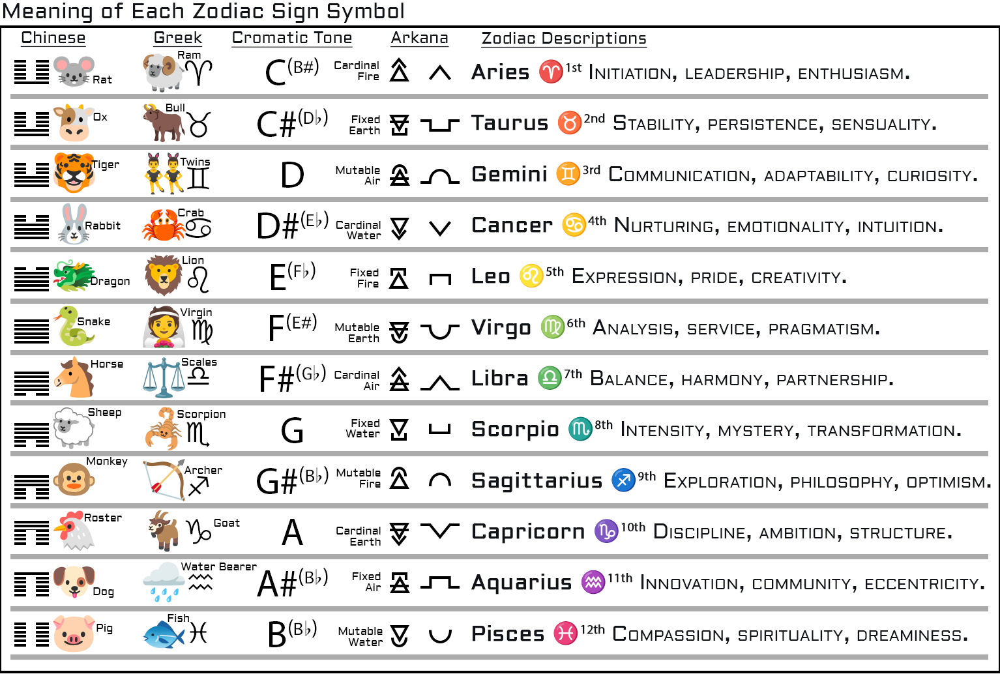 Meaning of Each Zodiac Sign Symbol
Chinese Greek Cromatic Tone Arkana Zodiac Descriptions
Rat Ram ♈ C(B#) Cardinal Fire Aries ♈ 1st Initiation, leadership, enthusiasm.
Ox Bull ♉ C#(D♭) Fixed Earth Taurus ♉ 2nd Stability, persistence, sensuality.
Tiger Twins ♊ D Mutable Air Gemini ♊ 3rd Communication, adaptability, curiosity.
Rabbit Crab ♋ D#(E♭) Cardinal Water Cancer ♋ 4th Nurturing, emotionality, intuition.
Dragon Lion ♌ E(F♭) Fixed Fire Leo ♌ 5th Expression, pride, creativity.
Snake Virgin ♍ F(E#) Mutable Earth Virgo ♍ 6th Analysis, service, pragmatism.
Horse Scales ♎ F#(G♭) Cardinal Air Libra ♎ 7th Balance, harmony, partnership.
Sheep Scorpion ♏ G Fixed Water Scorpio ♏ 8th Intensity, mystery, transformation.
Monkey Archer ♐ G#(B♭) Mutable Fire Sagittarius ♐ 9th Exploration, philosophy, optimism.
Roster Goat ♑ A Cardinal Earth Capricorn ♑ 10th Discipline, ambition, structure.
Dog Water Bearer ♒ A#(B♭) Fixed Air Aquarius ♒ 11th Innovation, community, eccentricity.
Pig Fish ♓ B(B♭) Mutable Water Pisces ♓ 12th Compassion, spirituality, dreaminess.